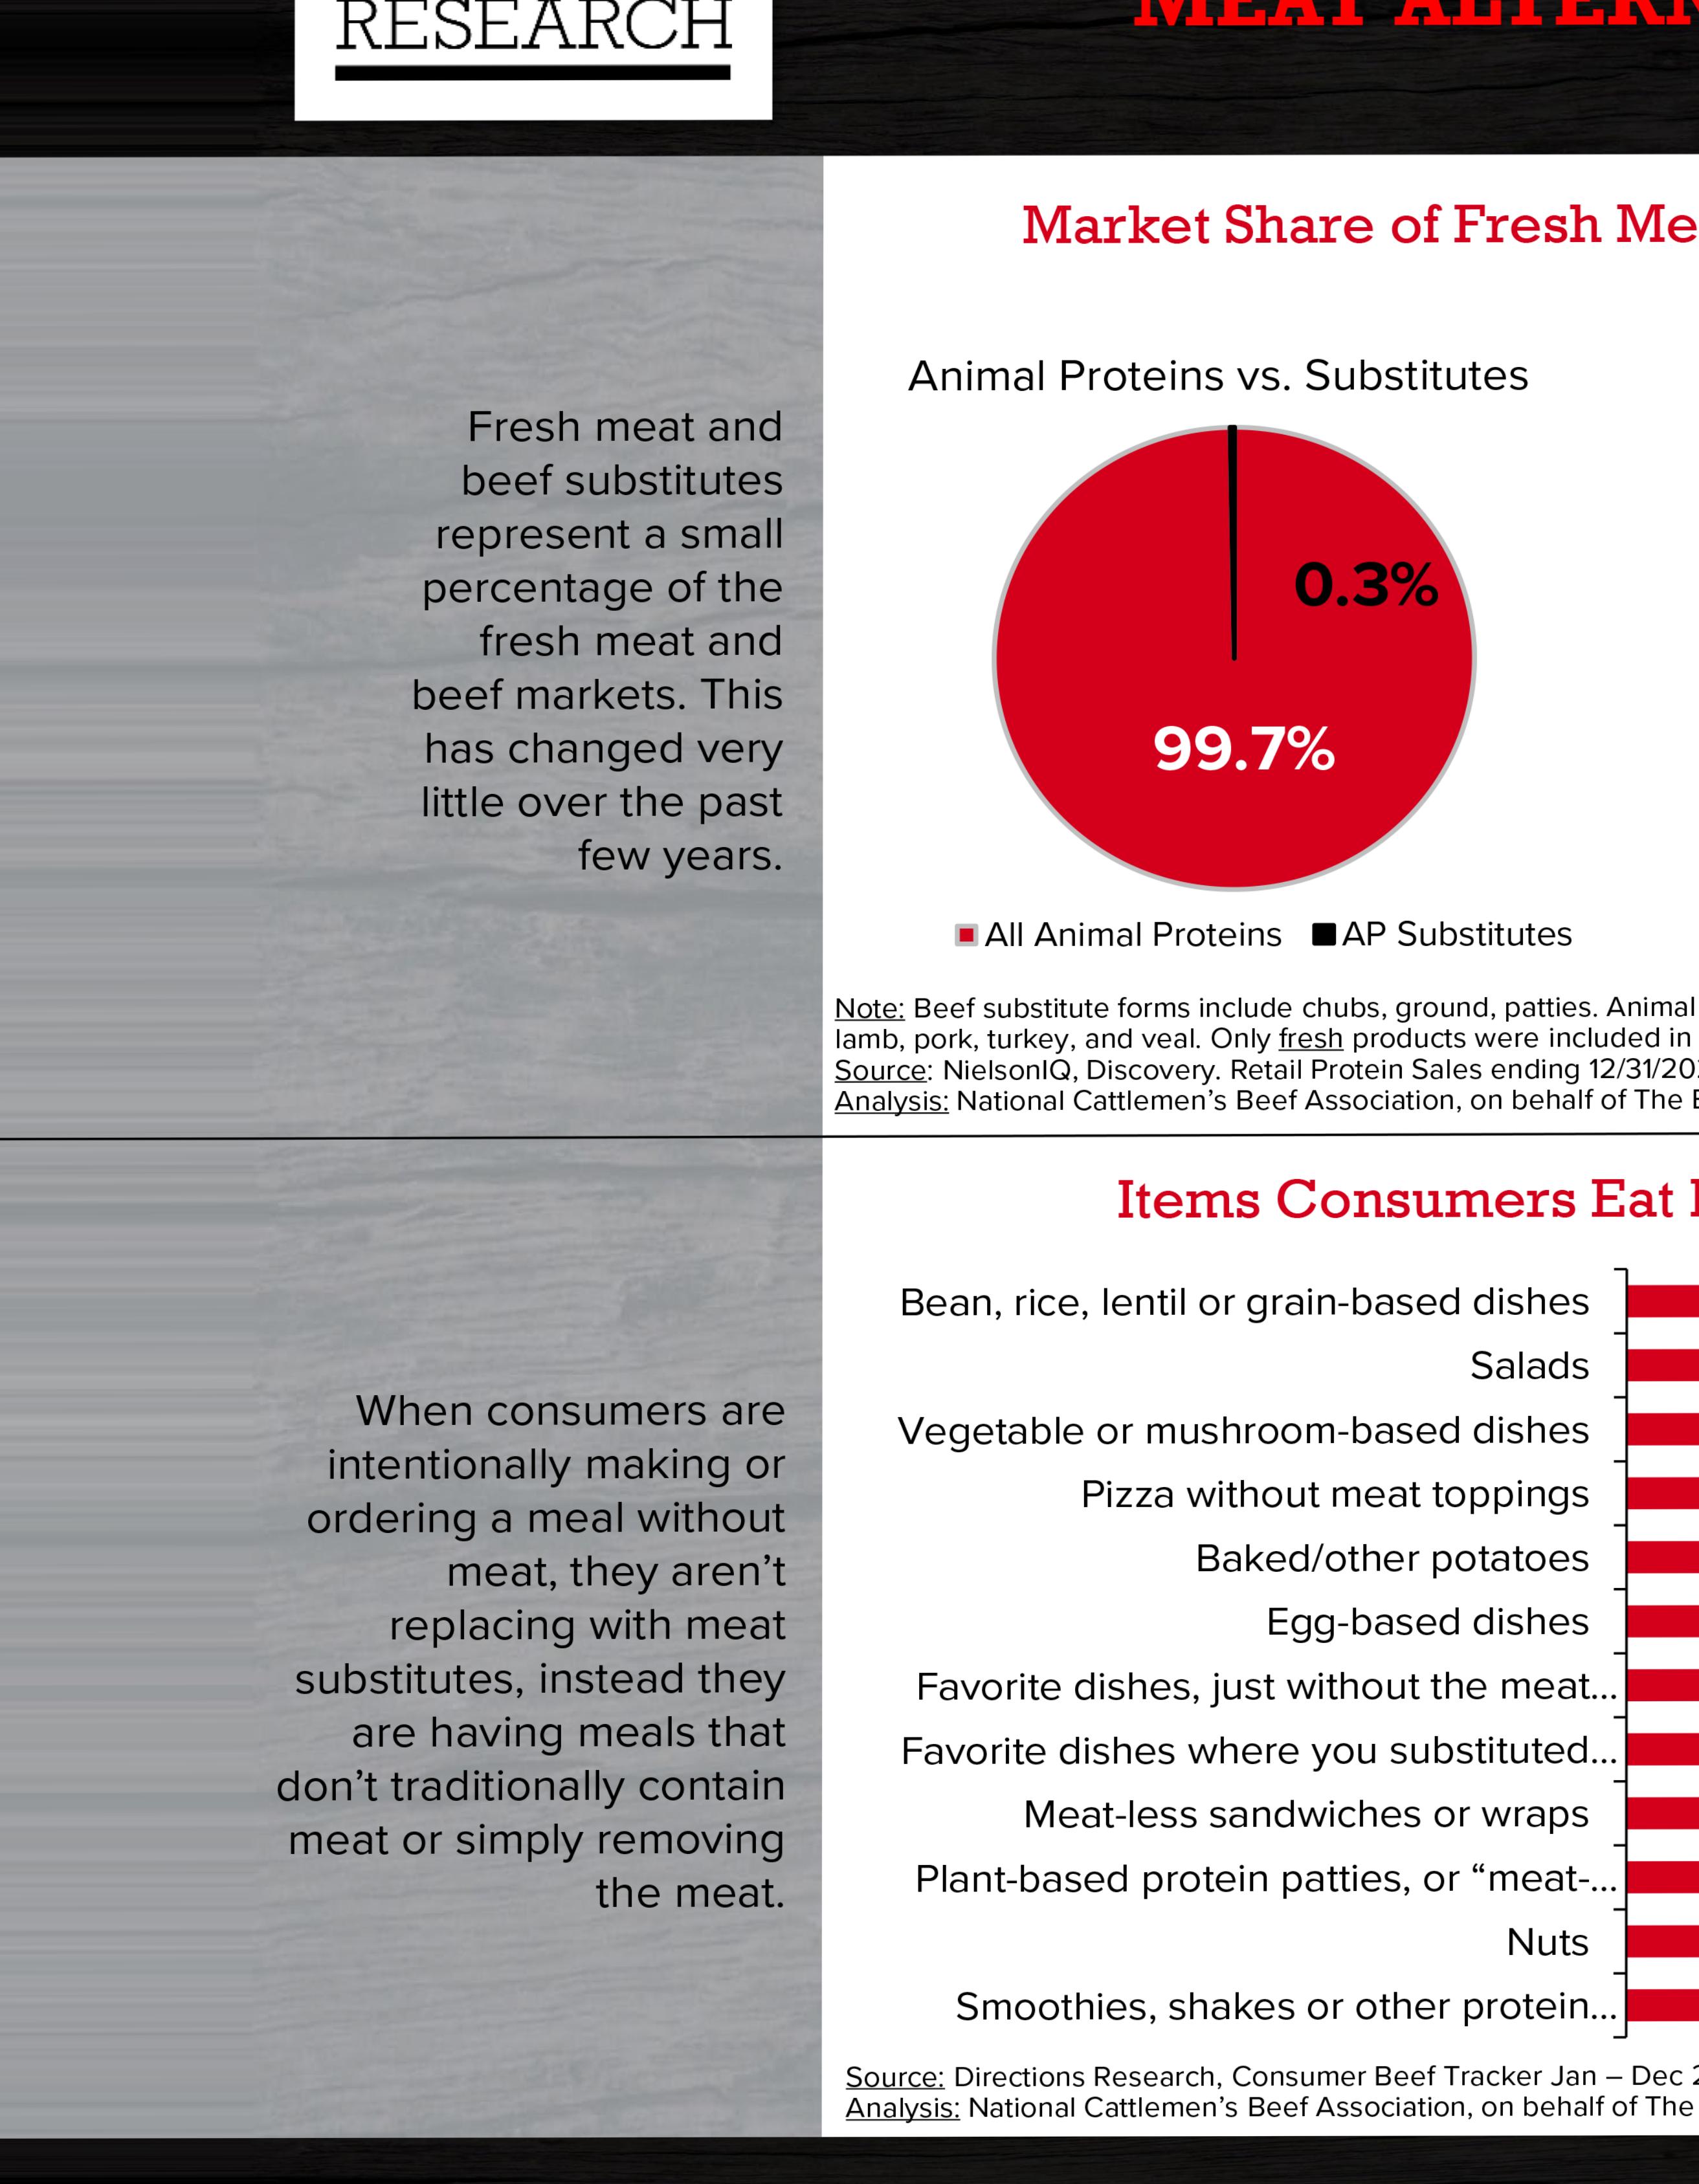 RESEARCH
MEAT ALTERN
Market Share of Fresh Me
Animal Proteins vs. Substitutes
Fresh meat and
beef substitutes
represent a small
percentage of the
fresh meat and
beef markets. This
has changed very
little over the past
few years.
0.3%
99.7%
All Animal Proteins AP Substitutes
Note: Beef substitute forms include chubs, ground, patties. Animal
lamb, pork, turkey, and veal. Only fresh products were included in
Source: NielsonIQ, Discovery. Retail Protein Sales ending 12/31/20
Analysis: National Cattlemen's Beef Association, on behalf of The B
Items Consumers Eat
When consumers are
intentionally making or
ordering a meal without
meat, they aren't
replacing with meat
substitutes, instead they
are having meals that
don't traditionally contain
meat or simply removing
the meat.
Bean, rice, lentil or grain-based dishes
Salads
Vegetable or mushroom-based dishes
Pizza without meat toppings
Baked/other potatoes
Egg-based dishes
Favorite dishes, just without the meat...
Favorite dishes where you substituted...
Meat-less sandwiches or wraps
Plant-based protein patties, or “meat-...
Nuts
Smoothies, shakes or other protein...
Source: Directions Research, Consumer Beef Tracker Jan – Dec 2
Analysis: National Cattlemen's Beef Association, on behalf of The